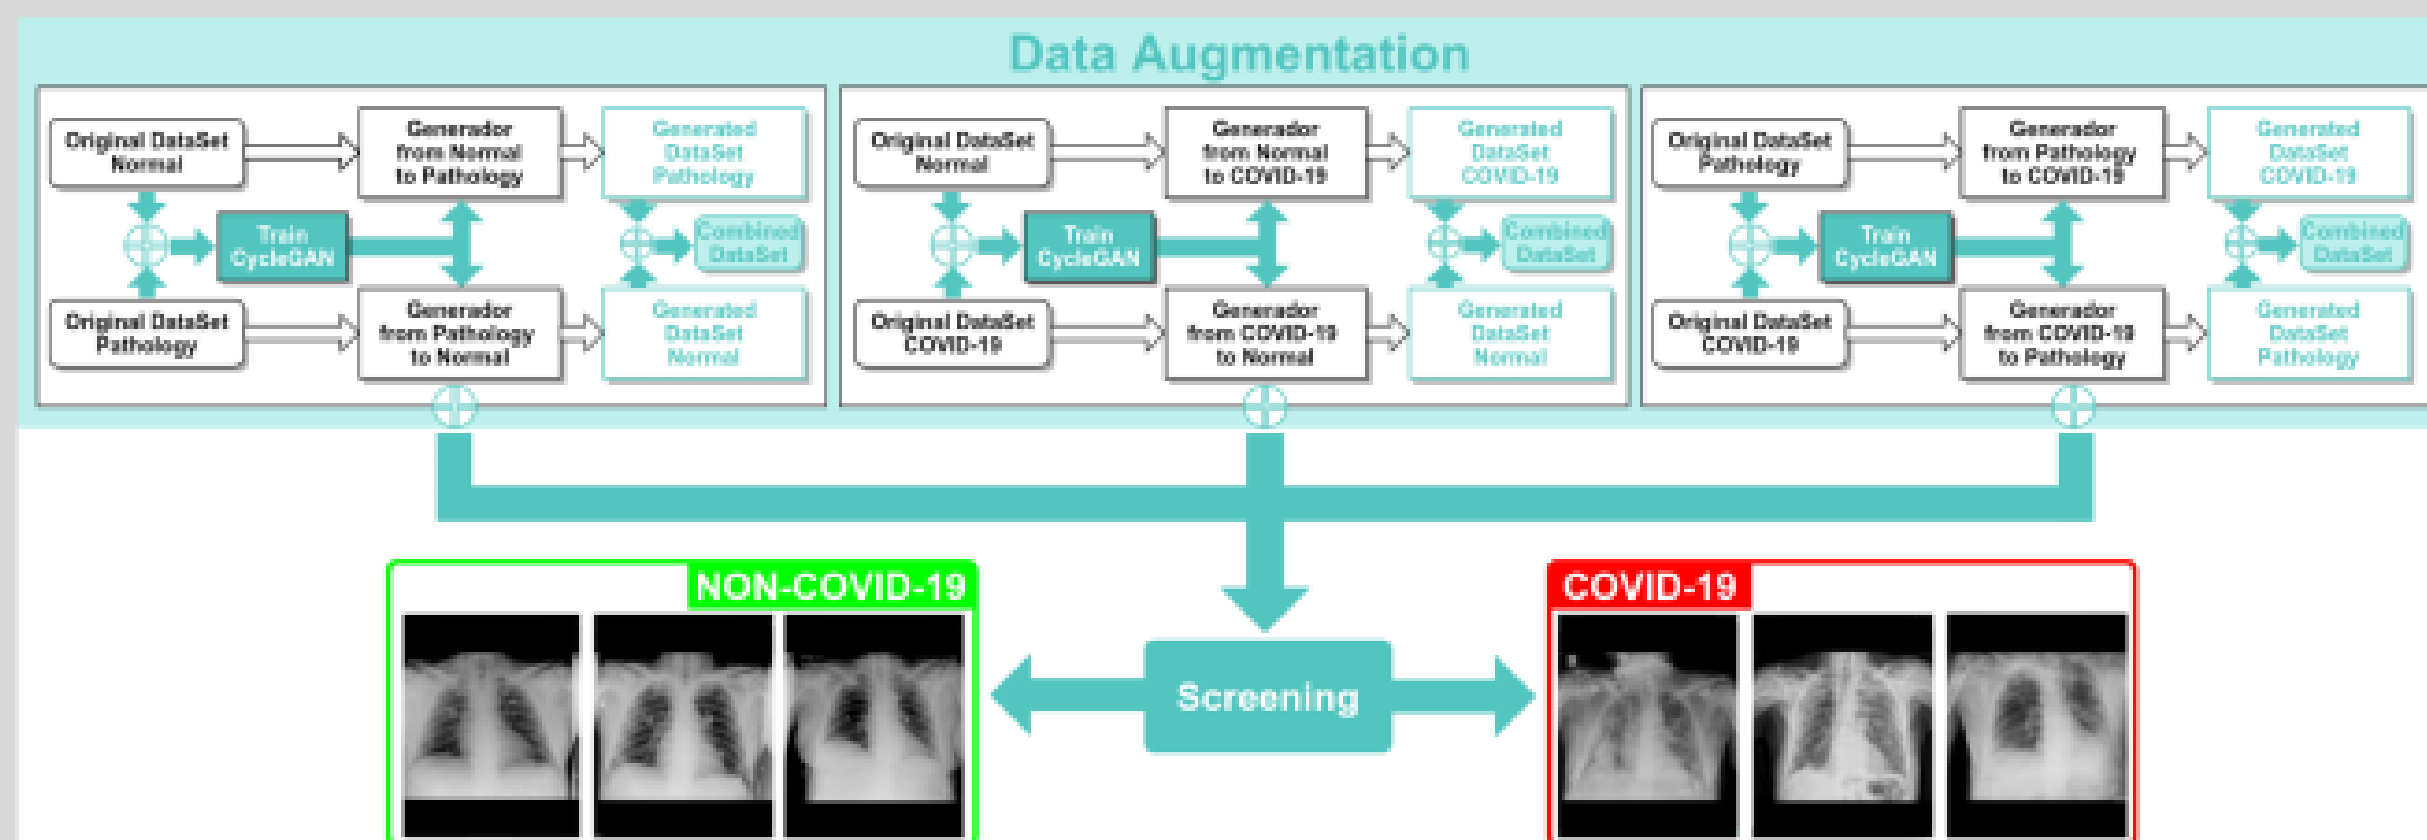 Data Augmentation
Original DataSet
Normal
Generador
from Normal
to Pathology
Generated
DataSet
Pathology
Train
CycleGAN
Combined
DataSet
Original DataSet
Pathology
Generador
from Pathology
to Normal
Generated
DataSet
Normal
Original DataSet
Normal
Generador
from Normal
to COVID-19
Generated
DataSet
COVID-19
Train
CycleGAN
Combined
DataSet
Original DataSet
COVID-19
Generador
from COVID-19
to Normal
Generated
DataSet
Normal
Original DataSet
Pathology
Generador
from Pathology
to COVID-19
Generated
DataSet
COVID-19
Train
CycleGAN
Combined
DataSet
Original DataSet
COVID-19
Generador
from COVID-19
to Pathology
Generated
DataSet
Pathology
NON-COVID-19
Screening
COVID-19